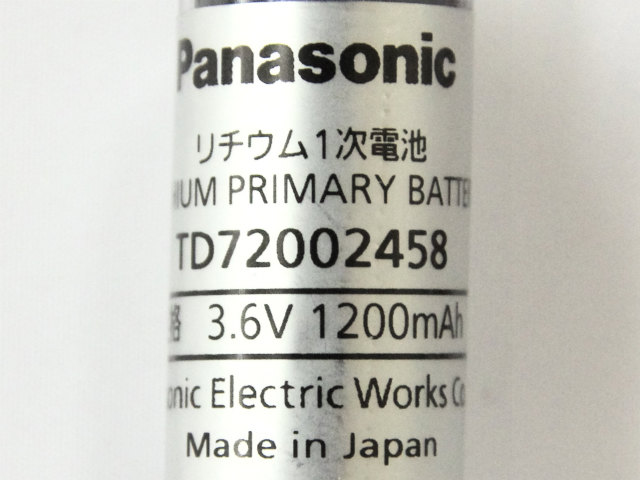 Panasonic
リチウム1次電池
IUM PRIMARY BATTE
TD72002458
格 3.6V 1200mAh
onic Electric Works Co
Made in Japan